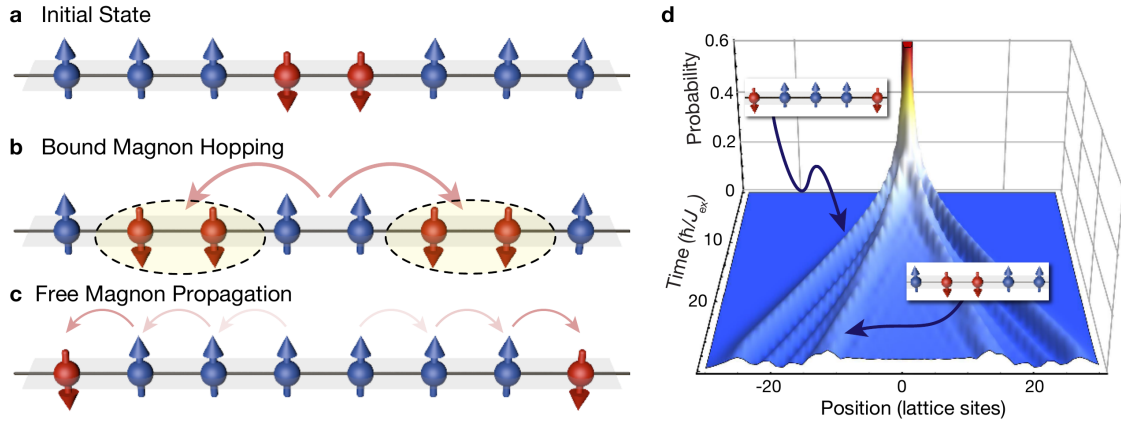 a Initial State
b Bound Magnon Hopping
c Free Magnon Propagation
d
Probability
0.6
0.4
0.2
0
Time (ħ/Jex)
10
20
-20 0 20
Position (lattice sites)